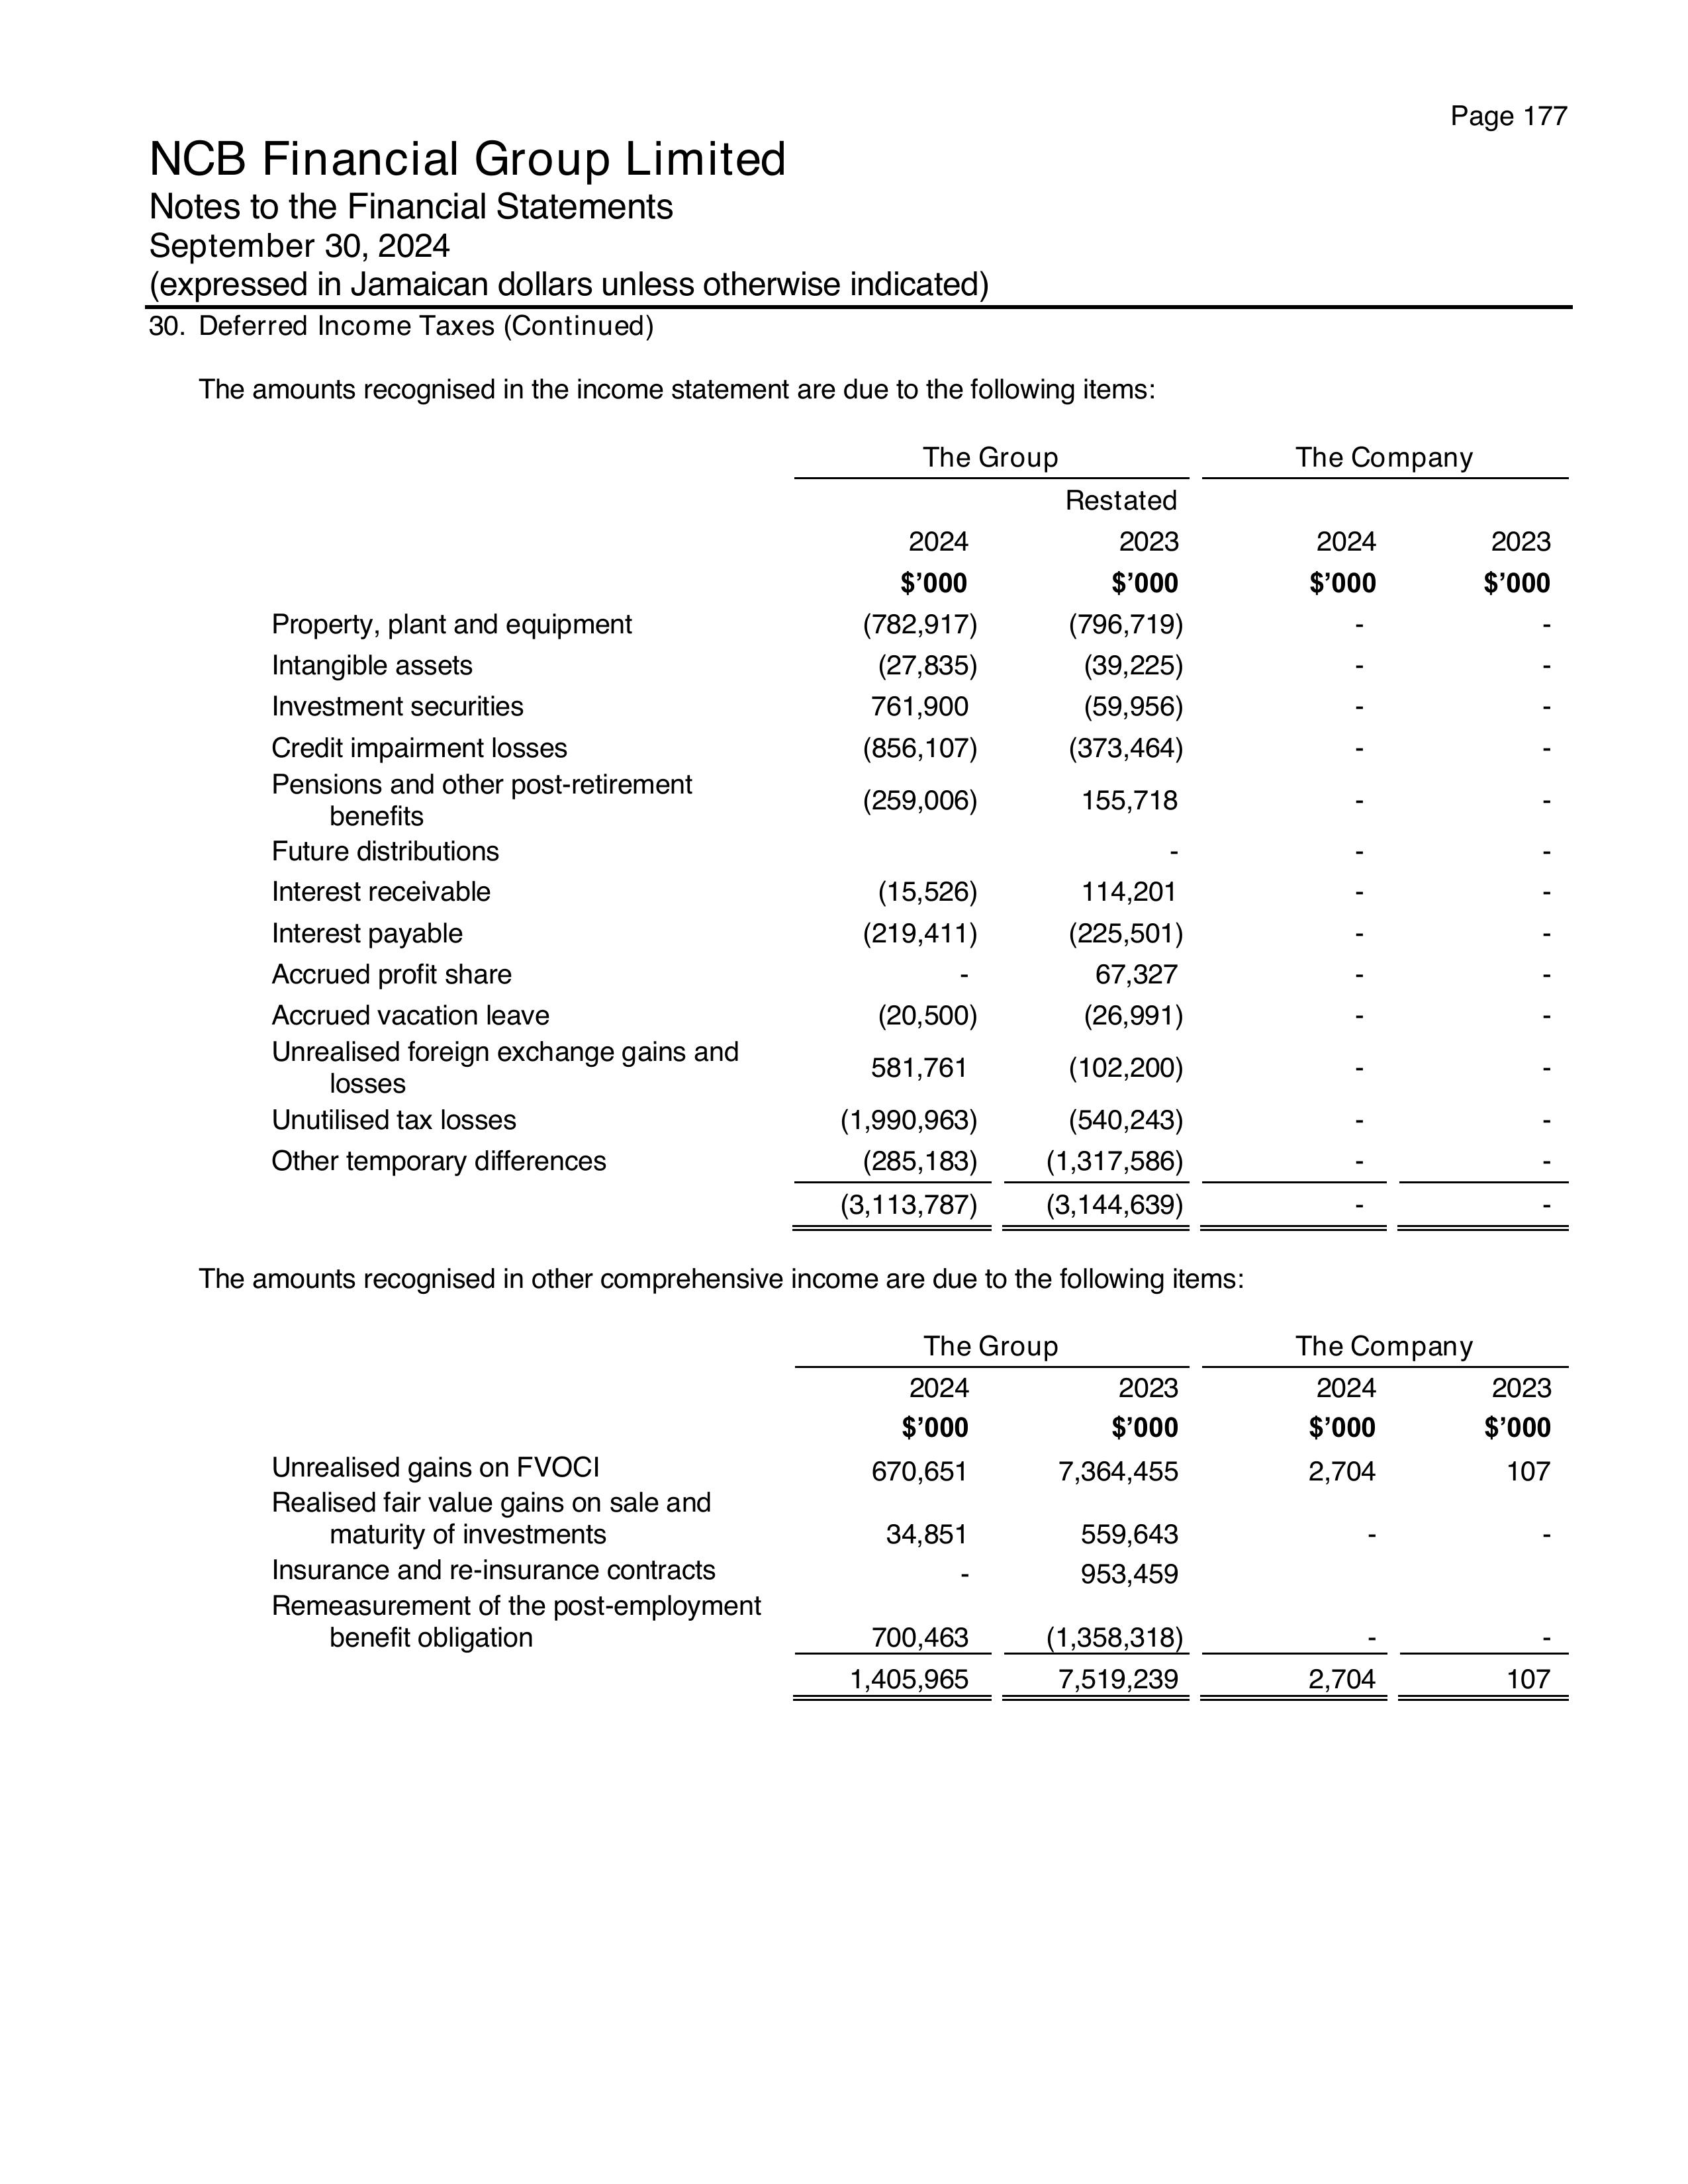 Page 177
NCB Financial Group Limited
Notes to the Financial Statements
September 30, 2024
(expressed in Jamaican dollars unless otherwise indicated)
30. Deferred Income Taxes (Continued)
The amounts recognised in the income statement are due to the following items:
The Group The Company
Restated
2024 2023 2024 2023
$’000 $’000 $’000 $’000
Property, plant and equipment (782,917) (796,719) - -
Intangible assets (27,835) (39,225) - -
Investment securities 761,900 (59,956) - -
Credit impairment losses (856,107) (373,464) - -
Pensions and other post-retirement
benefits (259,006) 155,718 - -
Future distributions - - -
Interest receivable (15,526) 114,201 - -
Interest payable (219,411) (225,501) - -
Accrued profit share - 67,327 - -
Accrued vacation leave (20,500) (26,991) - -
Unrealised foreign exchange gains and
losses 581,761 (102,200) - -
Unutilised tax losses (1,990,963) (540,243) - -
Other temporary differences (285,183) (1,317,586) - -
(3,113,787) (3,144,639) - -
The amounts recognised in other comprehensive income are due to the following items:
The Group The Company
2024 2023 2024 2023
$’000 $’000 $’000 $’000
Unrealised gains on FVOCI 670,651 7,364,455 2,704 107
Realised fair value gains on sale and
maturity of investments 34,851 559,643 - -
Insurance and re-insurance contracts - 953,459
Remeasurement of the post-employment
benefit obligation 700,463 (1,358,318) - -
1,405,965 7,519,239 2,704 107